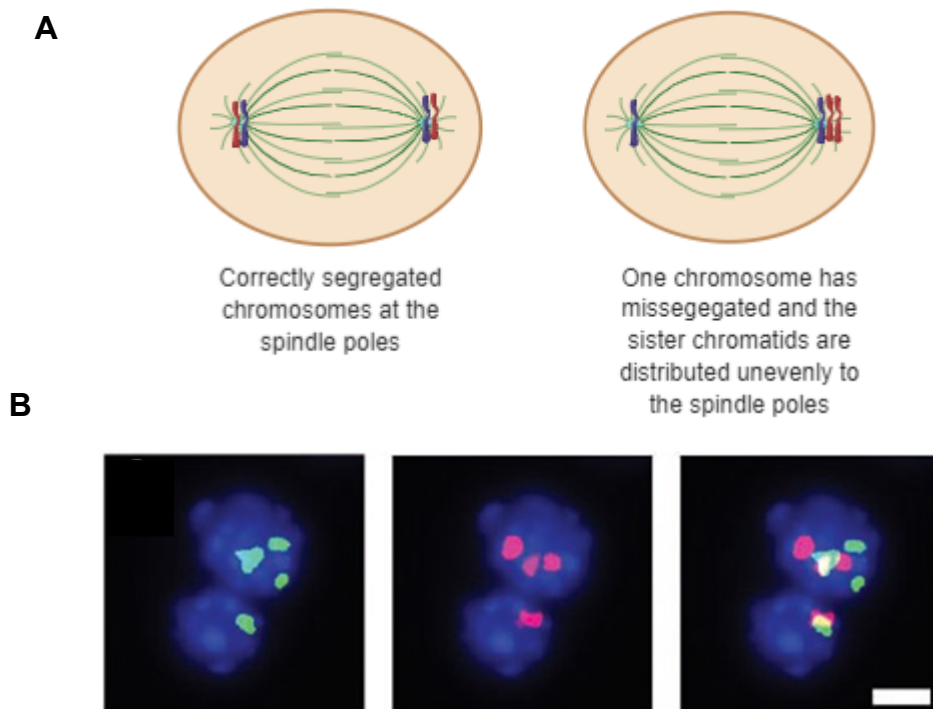 A
Correctly segregated
chromosomes at the
spindle poles
One chromosome has
missegegated and the
sister chromatids are
distributed unevenly to
the spindle poles
B